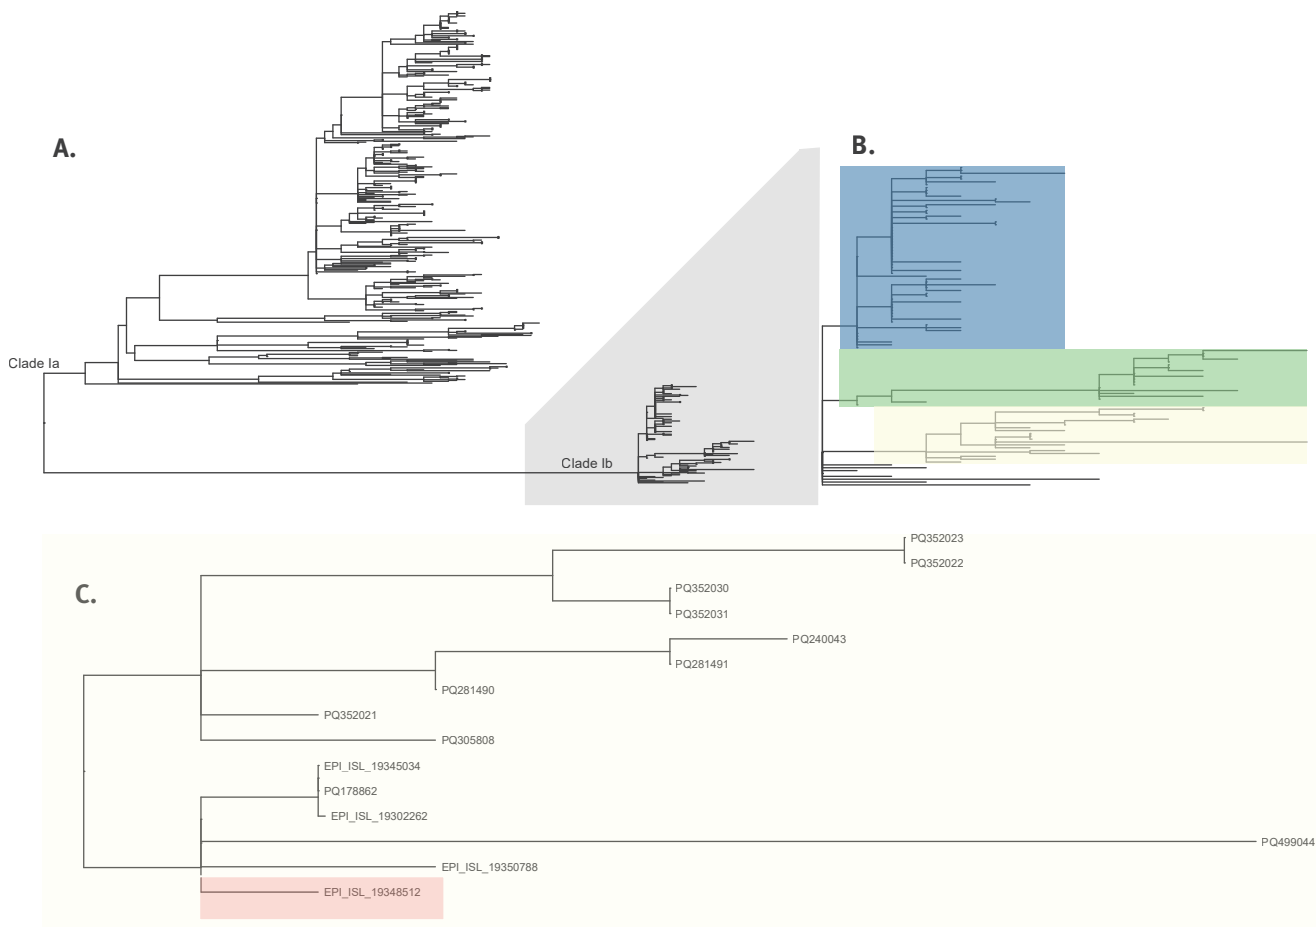 A.
B.
Clade Ia
Clade Ib
C.
PQ352023
PQ352022
PQ352030
PQ352031
PQ240043
PQ281491
PQ281490
PQ352021
PQ305808
EPI_ISL_19345034
PQ178862
EPI_ISL_19302262
PQ499044
EPI_ISL_19350788
EPI_ISL_19348512